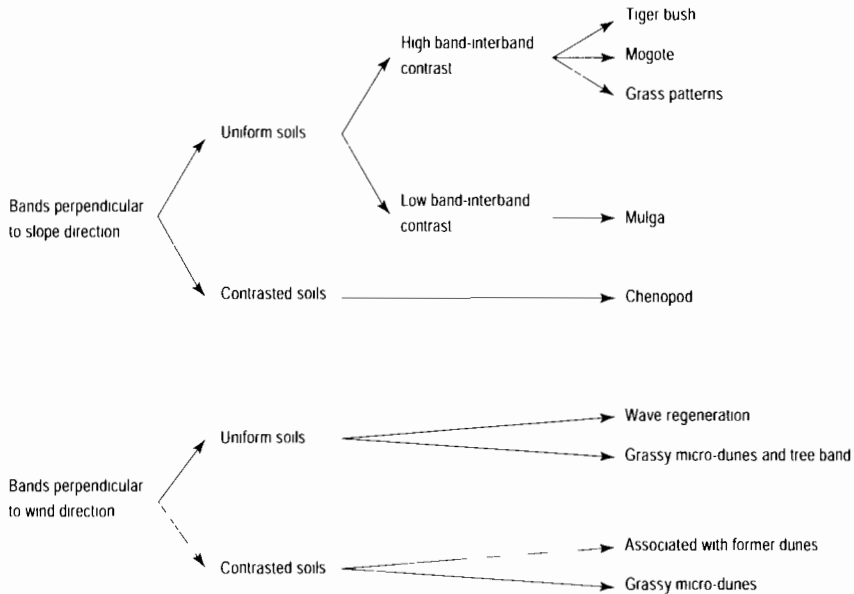 Tiger bush
High band-interband
contrast
Mogote
Grass patterns
Uniform soils
Low band-interband
contrast
Mulga
Bands perpendicular
to slope direction
Contrasted soils
Chenopod
Wave regeneration
Uniform soils
Grassy micro-dunes and tree band
Bands perpendicular
to wind direction
Associated with former dunes
Contrasted soils
Grassy micro-dunes